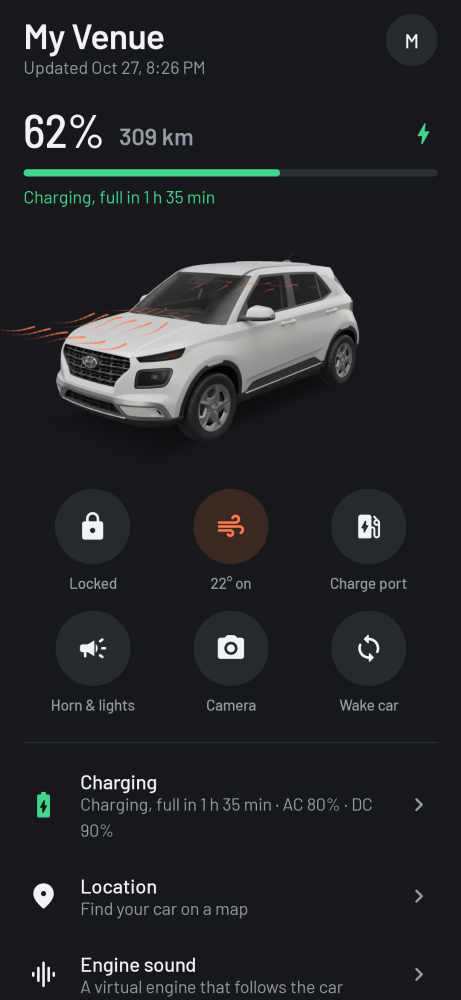 My Venue
M
Updated Oct 27, 8:26 PM
62% 309 km
Charging, full in 1 h 35 min
Locked
22° on
Charge port
Horn & lights
Camera
Wake car
Charging
Charging, full in 1 h 35 min · AC 80% · DC
90%
Location
Find your car on a map
Engine sound
A virtual engine that follows the car